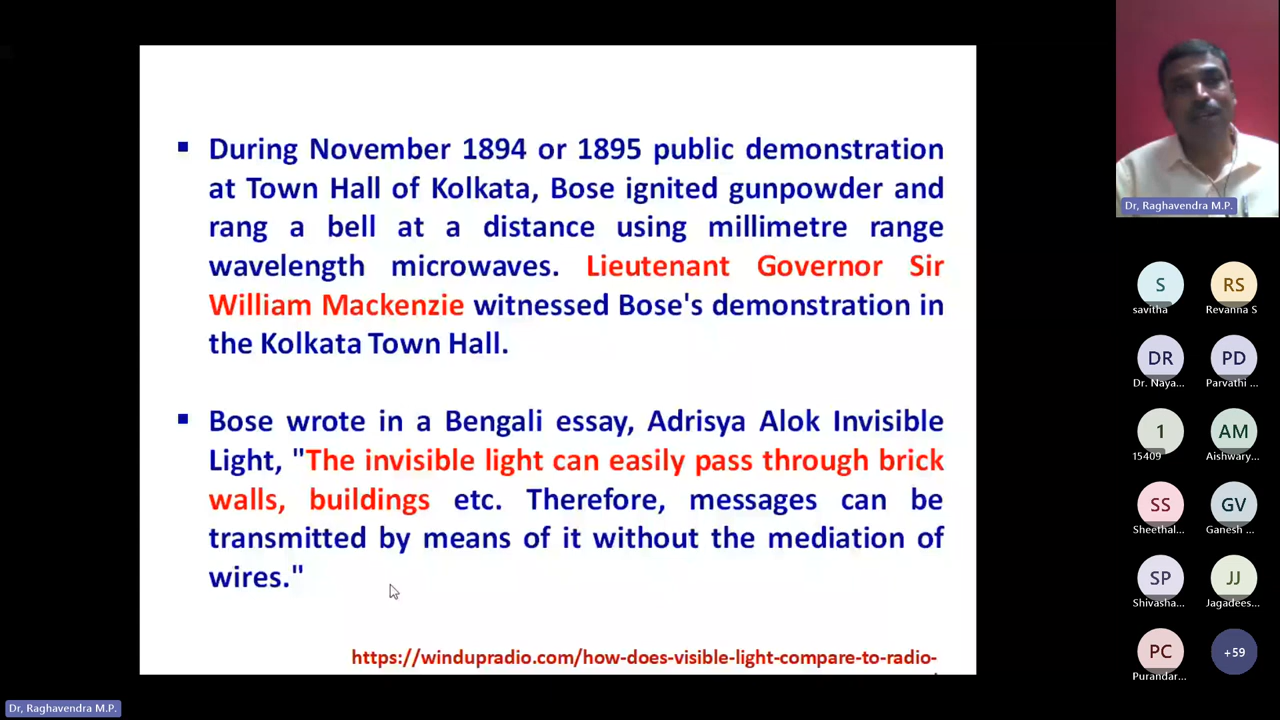 ▪ During November 1894 or 1895 public demonstration
at Town Hall of Kolkata, Bose ignited gunpowder and
rang a bell at a distance using millimetre range
wavelength microwaves. Lieutenant Governor Sir
William Mackenzie witnessed Bose's demonstration in
the Kolkata Town Hall.
▪ Bose wrote in a Bengali essay, Adrisya Alok Invisible
Light, "The invisible light can easily pass through brick
walls, buildings etc. Therefore, messages can be
transmitted by means of it without the mediation of
wires."
https://windupradio.com/how-does-visible-light-compare-to-radio-
Dr, Raghavendra M.P.
S
savitha
RS
Revanna S
DR
Dr. Naya...
PD
Parvathi ...
1
15409
AM
Aishwary...
SS
Sheethal...
GV
Ganesh ...
SP
Shivasha...
JJ
Jagadees...
PC
Purandar...
+59
Dr, Raghavendra M.P.